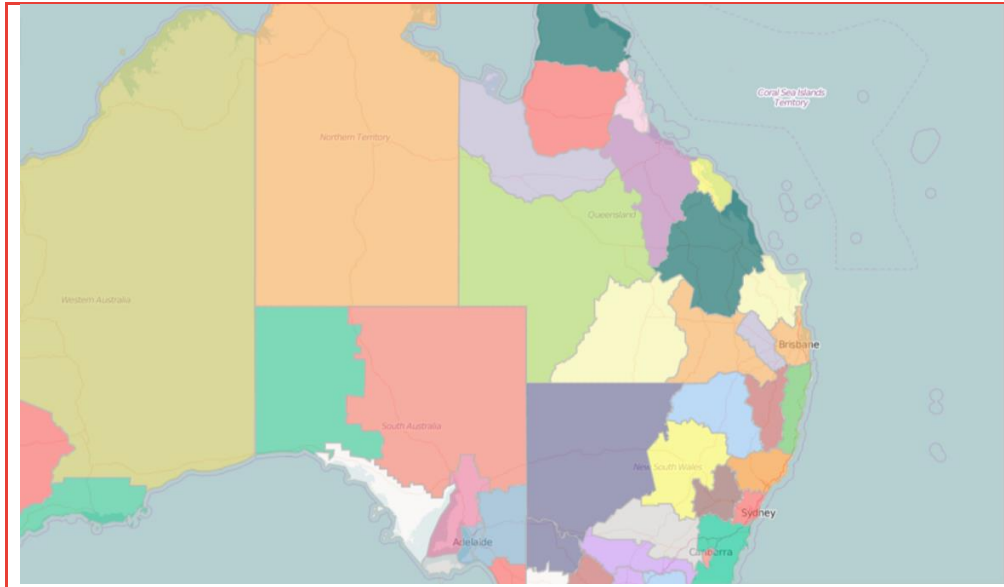 Coral Sea Islands
Territory
Northern Territory
Queensland
Western Australia
Brisbane
South Australia
New South Wales
Sydney
Adelaide
Canberra